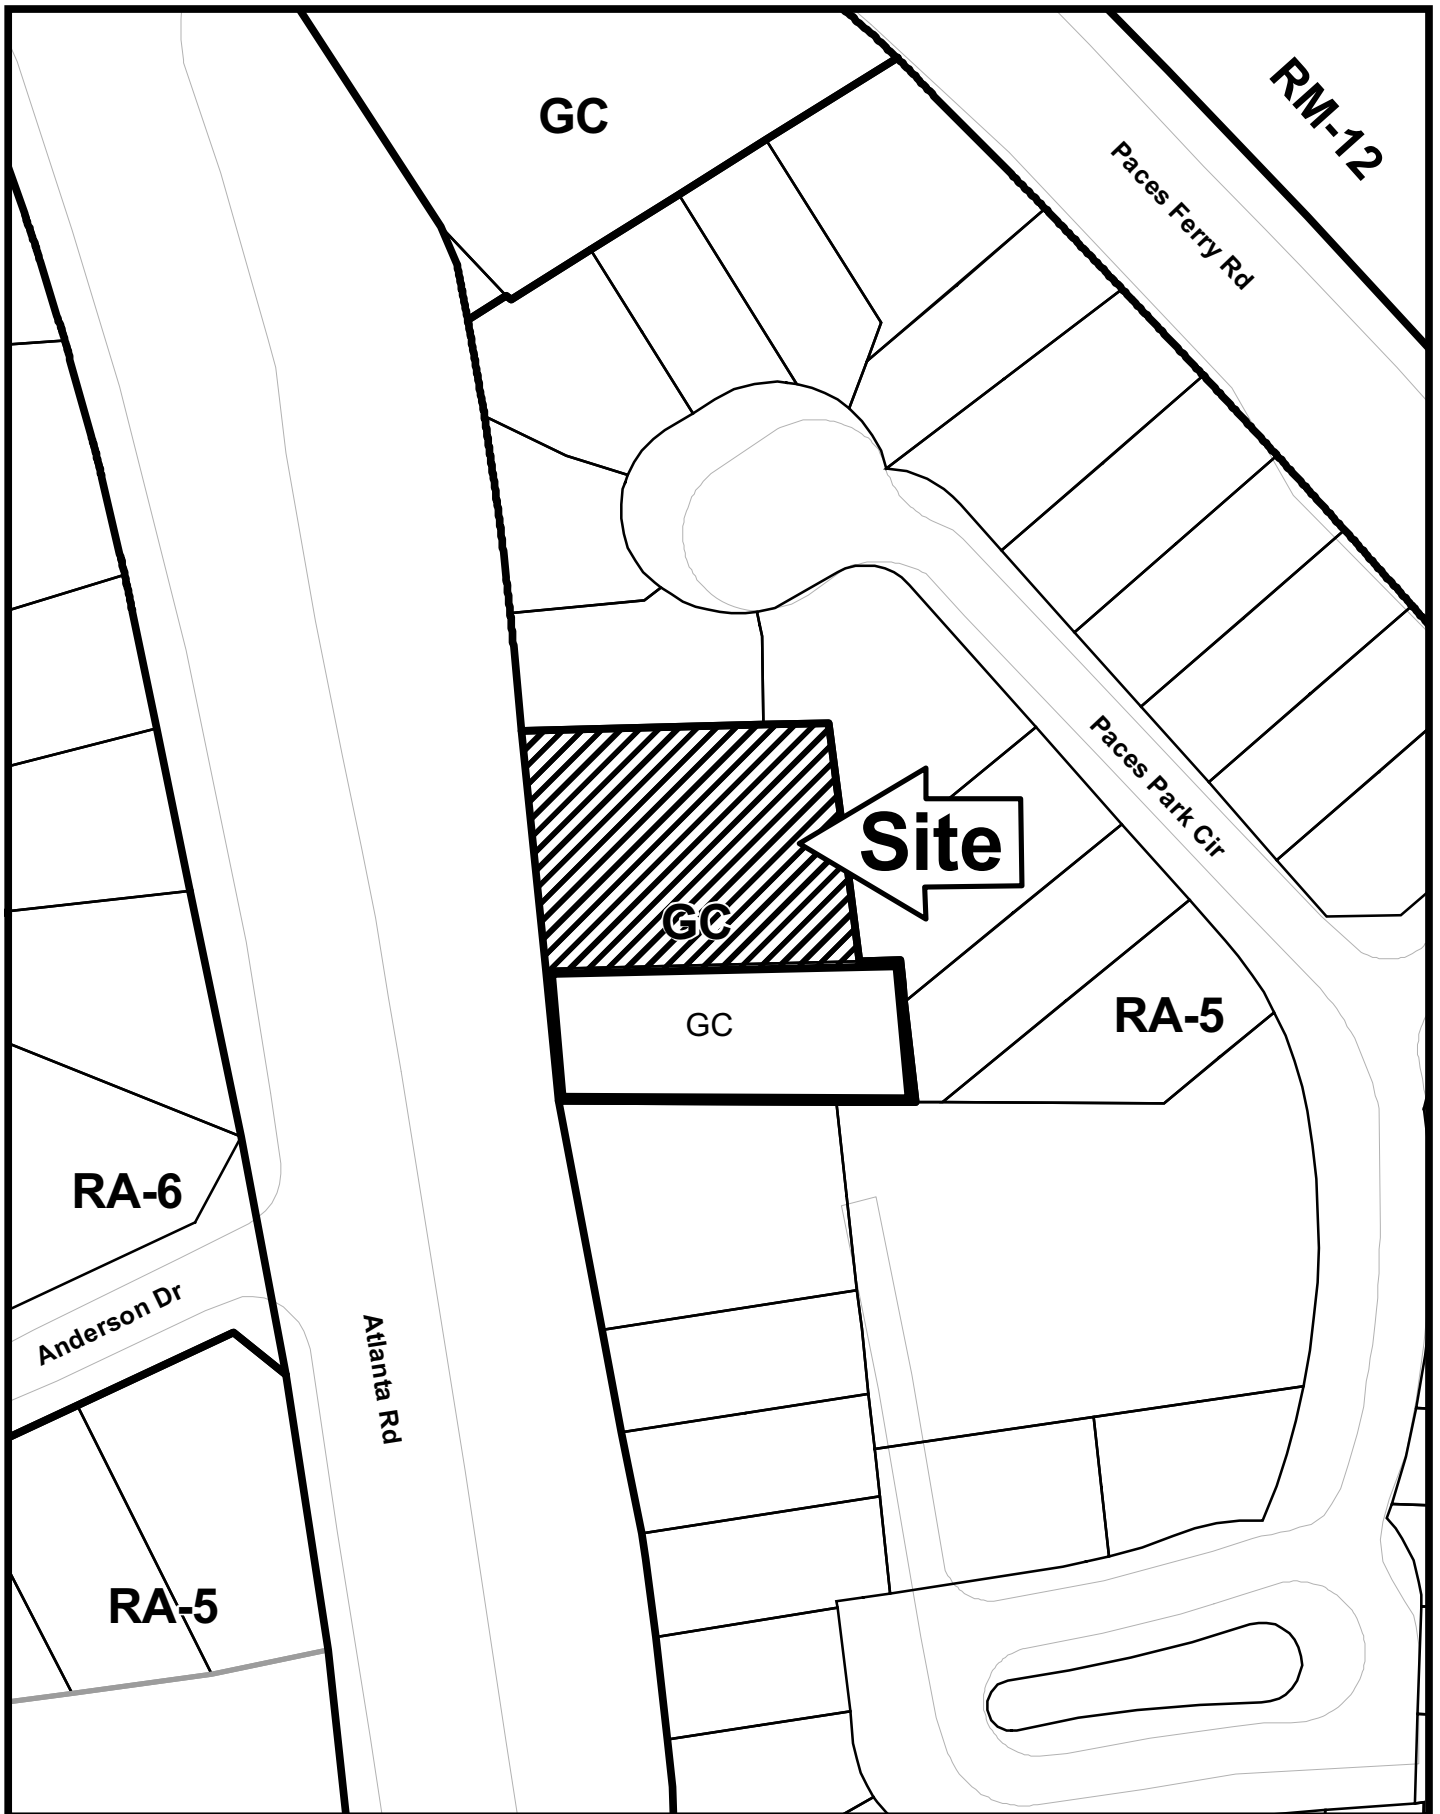 GC
RM-12
Paces Ferry Rd
Paces Park Cir
Site
GC
GC
RA-5
RA-6
Anderson Dr
Atlanta Rd
RA-5